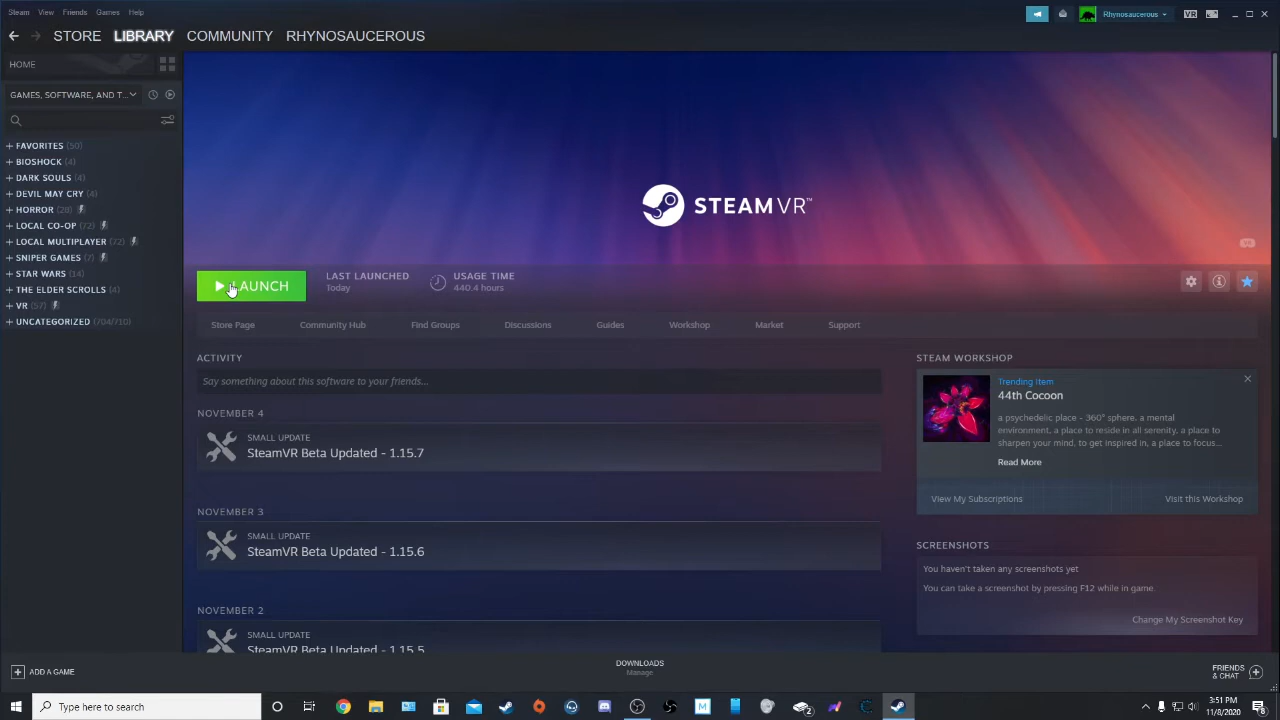 Steam View Friends Games Help
Rhynosaucerous
VR
STORE LIBRARY COMMUNITY RHYNOSAUCEROUS
HOME
GAMES, SOFTWARE, AND T...
+ FAVORITES (50)
+ BIOSHOCK (4)
+ DARK SOULS (4)
+ DEVIL MAY CRY (4)
+ HORROR (28)
+ LOCAL CO-OP (72)
+ LOCAL MULTIPLAYER (72)
+ SNIPER GAMES (7)
+ STAR WARS (14)
+ THE ELDER SCROLLS (4)
+ VR (57)
+ UNCATEGORIZED (704/710)
STEAMVR™
LAUNCH
LAST LAUNCHED
Today
USAGE TIME
440.4 hours
Store Page Community Hub Find Groups Discussions Guides Workshop Market Support
ACTIVITY
Say something about this software to your friends...
NOVEMBER 4
SMALL UPDATE
SteamVR Beta Updated - 1.15.7
NOVEMBER 3
SMALL UPDATE
SteamVR Beta Updated - 1.15.6
NOVEMBER 2
SMALL UPDATE
SteamVR Beta Updated - 1.15.5
STEAM WORKSHOP
Trending Item
44th Cocoon
a psychedelic place - 360° sphere, a mental
environment, a place to reside in all serenity, a place to
sharpen your mind, to get inspired in, a place to focus...
Read More
View My Subscriptions Visit this Workshop
SCREENSHOTS
You haven't taken any screenshots yet
You can take a screenshot by pressing F12 while in game.
Change My Screenshot Key
+ ADD A GAME
DOWNLOADS
Manage
FRIENDS
& CHAT
Type here to search
M
2
3:51 PM
11/8/2020